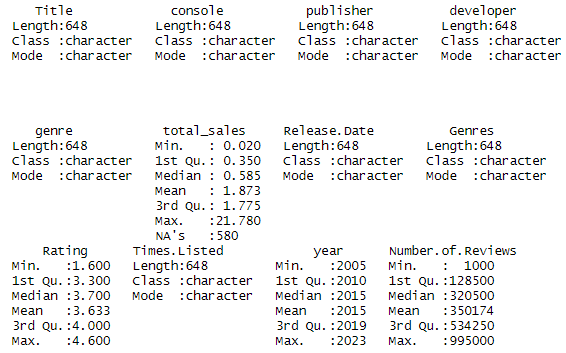 Title console publisher developer
Length:648 Length:648 Length:648 Length:648
Class :character Class :character Class :character Class :character
Mode :character Mode :character Mode :character Mode :character
genre total_sales Release.Date Genres
Length:648 Min. : 0.020 Length:648 Length:648
Class :character 1st Qu.: 0.350 Class :character Class :character
Mode :character Median : 0.585 Mode :character Mode :character
Mean : 1.873
3rd Qu.: 1.775
Max. :21.780
NA's :580
Rating Times.Listed year Number.of.Reviews
Min. :1.600 Length:648 Min. :2005 Min. : 1000
1st Qu.:3.300 Class :character 1st Qu.:2010 1st Qu.:128500
Median :3.700 Mode :character Median :2015 Median :320500
Mean :3.633 Mean :2015 Mean :350174
3rd Qu.:4.000 3rd Qu.:2019 3rd Qu.:534250
Max. :4.600 Max. :2023 Max. :995000